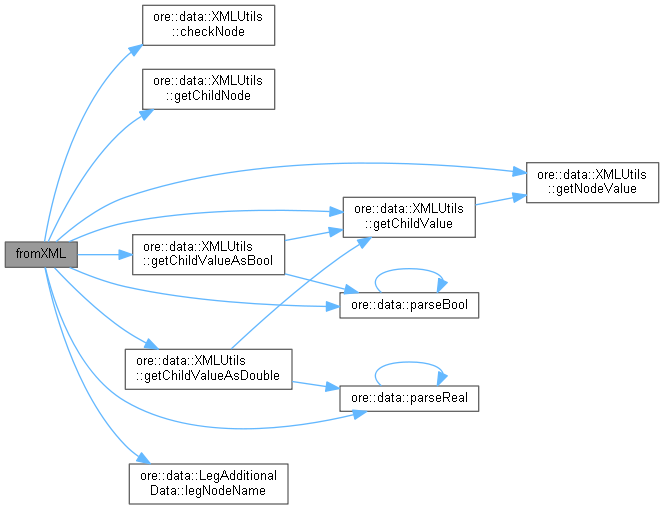 ore::data::XMLUtils
::checkNode
ore::data::XMLUtils
::getChildNode
ore::data::XMLUtils
::getNodeValue
ore::data::XMLUtils
::getChildValue
fromXML
ore::data::XMLUtils
::getChildValueAsBool
ore::data::parseBool
ore::data::XMLUtils
::getChildValueAsDouble
ore::data::parseReal
ore::data::LegAdditional
Data::legNodeName